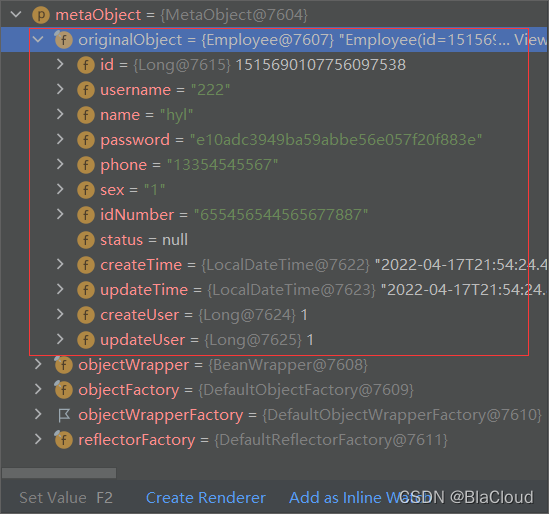 metaObject = {MetaObject@7604}
originalObject = {Employee@7607} "Employee(id=15156... View
id = {Long@7615} 1515690107756097538
username = "222"
name = "hyl"
password = "e10adc3949ba59abbe56e057f20f883e"
phone = "13354545567"
sex = "1"
idNumber = "655456544565677887"
status = null
createTime = {LocalDateTime@7622} "2022-04-17T21:54:24.4
updateTime = {LocalDateTime@7623} "2022-04-17T21:54:24.
createUser = {Long@7624} 1
updateUser = {Long@7625} 1
objectWrapper = {BeanWrapper@7608}
objectFactory = {DefaultObjectFactory@7609}
objectWrapperFactory = {DefaultObjectWrapperFactory@7610}
reflectorFactory = {DefaultReflectorFactory@7611}
Set Value F2 Create Renderer Add as Inline Watch
CSDN @BlaCloud